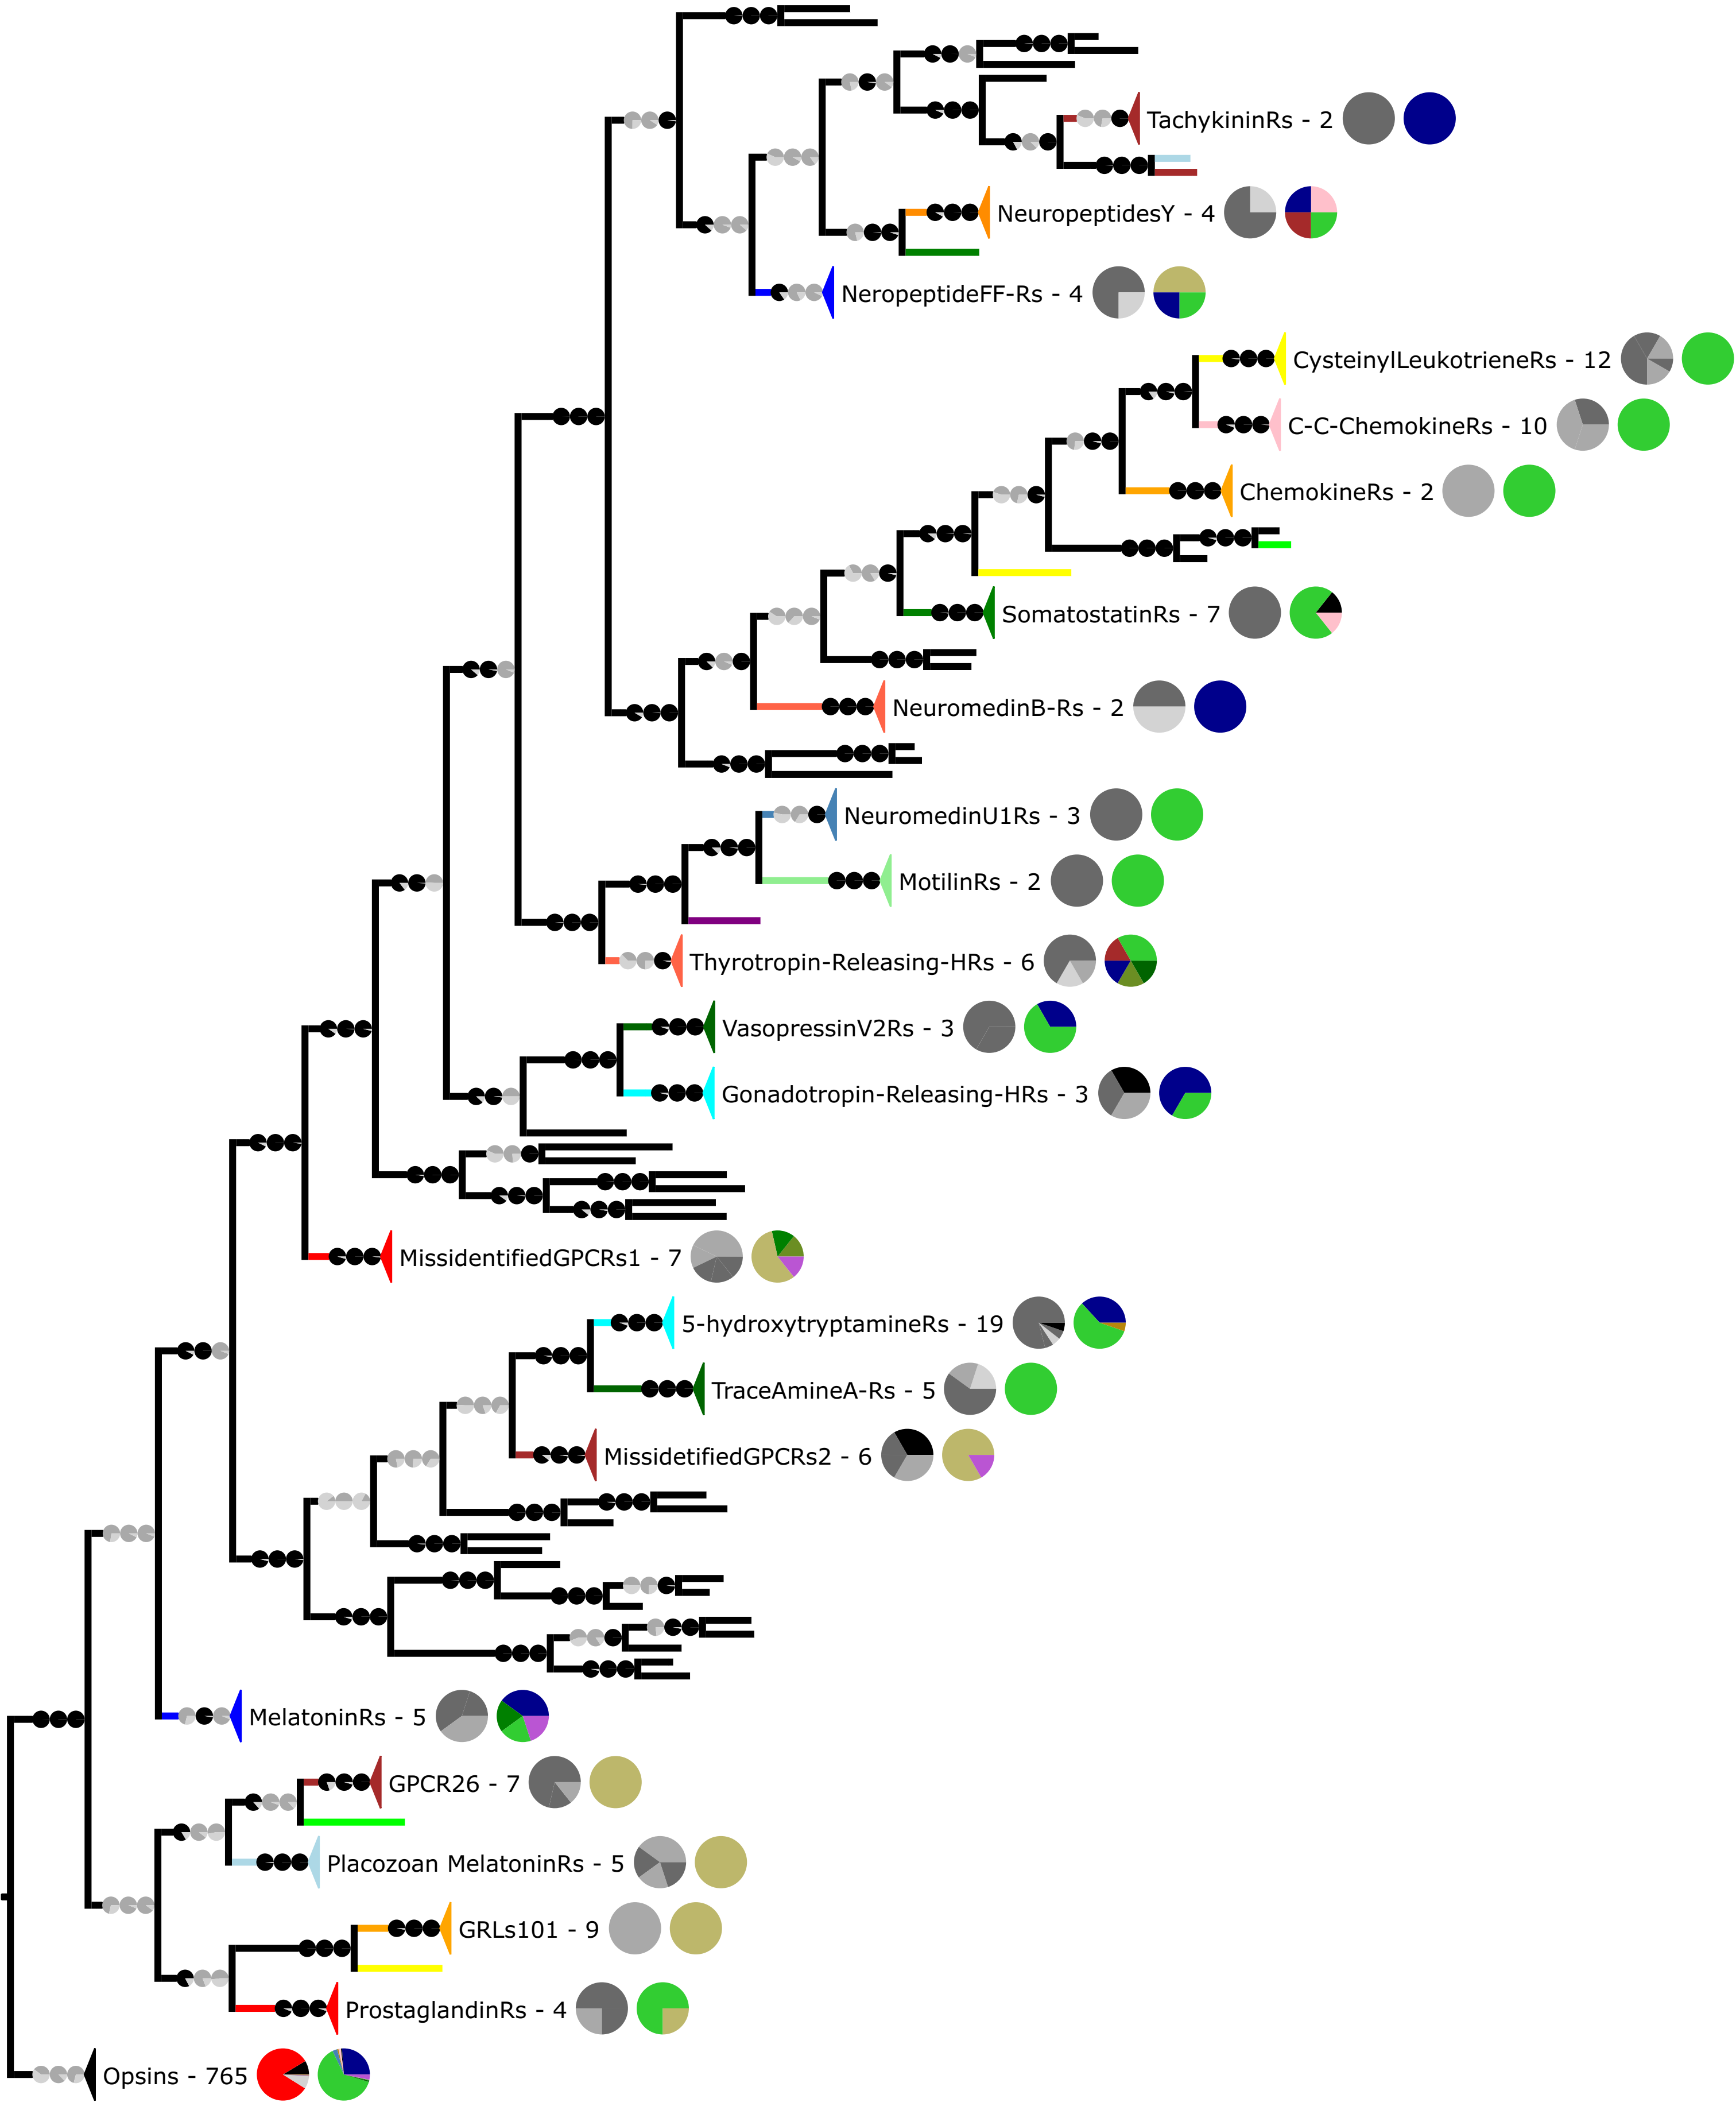 TachykininRs - 2
NeuropeptidesY - 4
NeropeptideFF-Rs - 4
CysteinylLeukotrieneRs - 12
C-C-ChemokineRs - 10
ChemokineRs - 2
SomatostatinRs - 7
NeuromedinB-Rs - 2
NeuromedinU1Rs - 3
MotilinRs - 2
Thyrotropin-Releasing-HRs - 6
VasopressinV2Rs - 3
Gonadotropin-Releasing-HRs - 3
MissidentifiedGPCRs1 - 7
5-hydroxytryptamineRs - 19
TraceAmineA-Rs - 5
MissidetifiedGPCRs2 - 6
MelatoninRs - 5
GPCR26 - 7
Placozoan MelatoninRs - 5
GRLs101 - 9
ProstaglandinRs - 4
Opsins - 765